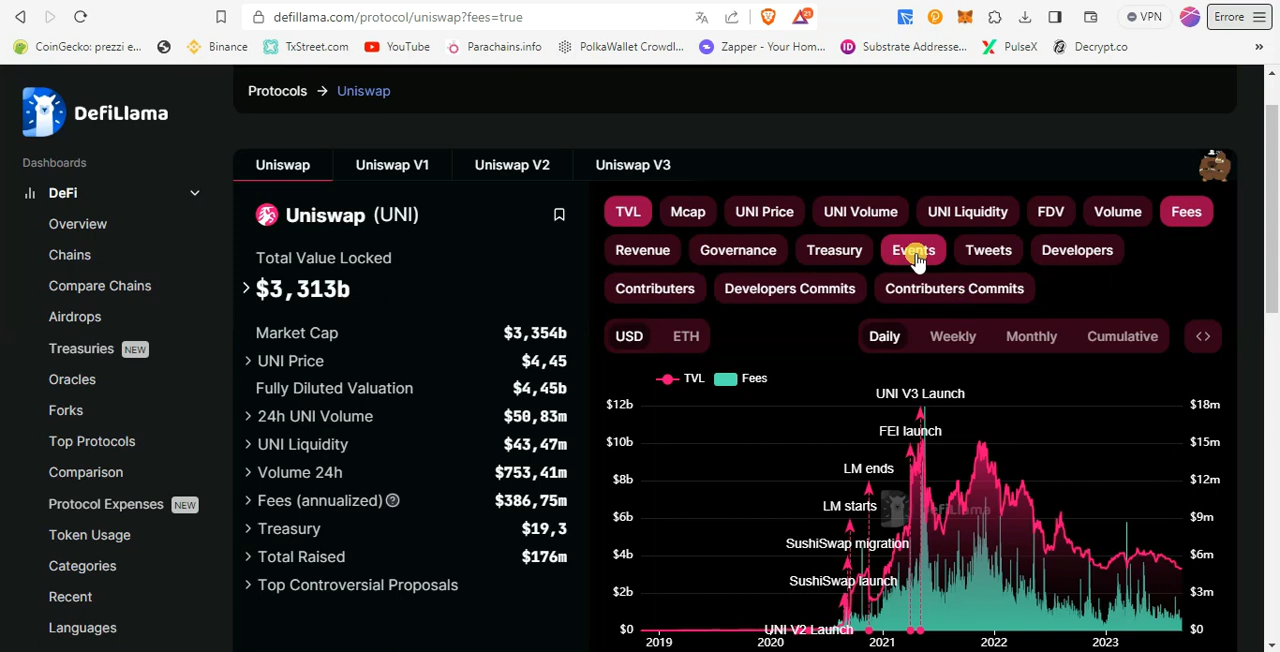 defillama.com/protocol/uniswap?fees=true
21
VPN
Errore
CoinGecko: prezzi e...
Binance
TxStreet.com
YouTube
Parachains.info
PolkaWallet Crowdl...
Zapper - Your Hom...
Substrate Addresse...
PulseX
Decrypt.co
»
DefiLlama
Dashboards
DeFi
Overview
Chains
Compare Chains
Airdrops
Treasuries NEW
Oracles
Forks
Top Protocols
Comparison
Protocol Expenses NEW
Token Usage
Categories
Recent
Languages
Protocols → Uniswap
Uniswap
Uniswap V1
Uniswap V2
Uniswap V3
Uniswap (UNI)
Total Value Locked
$3,313b
Market Cap $3,354b
UNI Price $4,45
Fully Diluted Valuation $4,45b
24h UNI Volume $50,83m
UNI Liquidity $43,47m
Volume 24h $753,41m
Fees (annualized) ? $386,75m
Treasury $19,3
Total Raised $176m
Top Controversial Proposals
TVL Mcap UNI Price UNI Volume UNI Liquidity FDV Volume Fees
Revenue Governance Treasury Events Tweets Developers
Contributers Developers Commits Contributers Commits
USD ETH
Daily Weekly Monthly Cumulative
TVL Fees
UNI V3 Launch
$12b $18m
FEI launch
$10b $15m
LM ends
$8b $12m
LM starts
DefiLlama
$6b $9m
SushiSwap migration
$4b $6m
SushiSwap launch
$2b $3m
UNI V2 Launch
$0 $0
2019 2020 2021 2022 2023